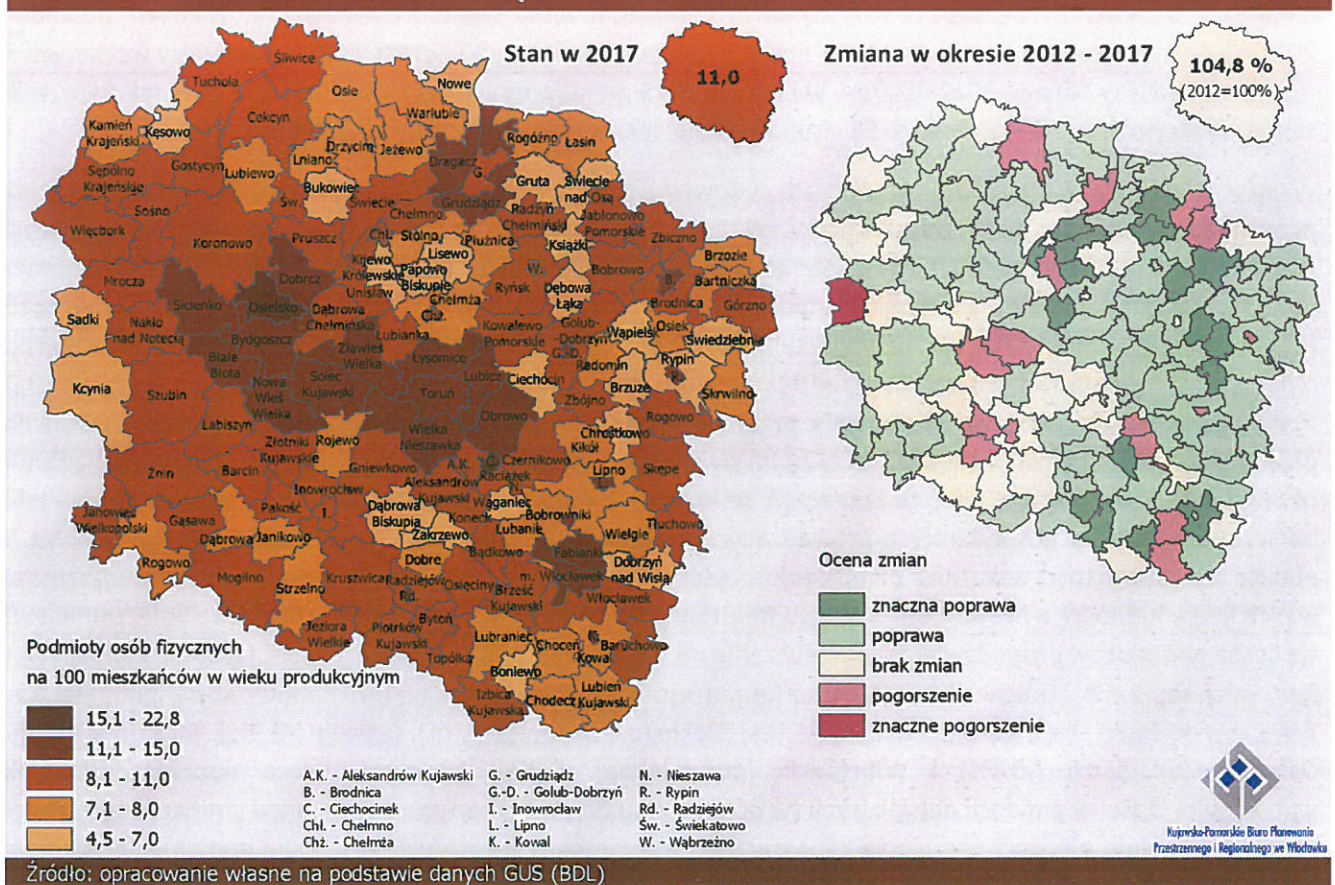 Stan w 2017
11,0
Zmiana w okresie 2012 - 2017
104,8 %
(2012=100%)
Śliwice
Tuchola
Osie
Nowe
Cekcyn
Warlubie
Kamień
Krajeński
Kęsowo
Rogóźno
Łasin
Drzycim
Jeżewo
Lniano
Dragacz
G.
Sępólno
Krajeńskie
Gostycyn
Lubiewo
Bukowiec
Gruta
Świecie
nad Osą
Św.
Świecie
Grudziądz
Sośno
Chełmno
Radzyń
Chełmiński
Jabłonowo
Pomorskie
Więcbork
Koronowo
Pruszcz
Chł.
Stolno
Płużnica
Książki
Zbiczno
Lisewo
Brzozie
Kijewo
Królewskie
Papowo
Biskupie
W.
Bobrowo
Bartniczka
Mrocza
Dobrcz
Unisław
Ryńsk
Dębowa
Łąka
B.
Sicienko
Osielsko
Chełmża
Chż.
Brodnica
Górzno
Sadki
Dąbrowa
Chełmińska
Nakło
nad Notecią
Łubianka
Kowalewo
Pomorskie
Golub-
-Dobrzyń
G.-D.
Wąpielsk
Osiek
Świedziebnia
Bydgoszcz
Zławieś
Wielka
Łysomice
Rypin
Białe
Błota
Radomin
R.
Kcynia
Solec
Kujawski
Lubicz
Ciechocin
Szubin
Nowa
Wieś
Wielka
Toruń
Brzuze
Skrwilno
Zbójno
Obrowo
Rogowo
Łabiszyn
Wielka
Nieszawka
Złotniki
Kujawskie
Rojewo
Chrostkowo
Kikół
Żnin
Barcin
Gniewkowo
A.K.
C.
Czernikowo
Lipno
Skępe
Inowrocław
Aleksandrów
Kujawski
Raciążek
N.
L.
Janowiec
Wielkopolski
Gąsawa
Pakość
I.
Dąbrowa
Biskupia
Koneck
Waganiec
Bobrowniki
Tłuchowo
Dąbrowa
Janikowo
Zakrzewo
Lubanie
Wielgie
Rogowo
Bądkowo
Fabianki
Mogilno
Dobre
Dobrzyń
nad Wisłą
Strzelno
Kruszwica
Radziejów
Rd.
Osięciny
m. Włocławek
Brześć
Kujawski
Włocławek
Jeziora
Wielkie
Piotrków
Kujawski
Bytoń
Lubraniec
Choceń
K.
Baruchowo
Topólka
Kowal
Boniewo
Izbica
Kujawska
Chodecz
Lubień
Kujawski
Podmioty osób fizycznych
na 100 mieszkańców w wieku produkcyjnym
15,1 - 22,8
11,1 - 15,0
8,1 - 11,0
7,1 - 8,0
4,5 - 7,0
A.K. - Aleksandrów Kujawski
B. - Brodnica
C. - Ciechocinek
Chł. - Chełmno
Chż. - Chełmża
G. - Grudziądz
G.-D. - Golub-Dobrzyń
I. - Inowrocław
L. - Lipno
K. - Kowal
N. - Nieszawa
R. - Rypin
Rd. - Radziejów
Św. - Świekatowo
W. - Wąbrzeźno
Ocena zmian
znaczna poprawa
poprawa
brak zmian
pogorszenie
znaczne pogorszenie
Kujawsko-Pomorskie Biuro Planowania
Przestrzennego i Regionalnego we Włocławku
Źródło: opracowanie własne na podstawie danych GUS (BDL)